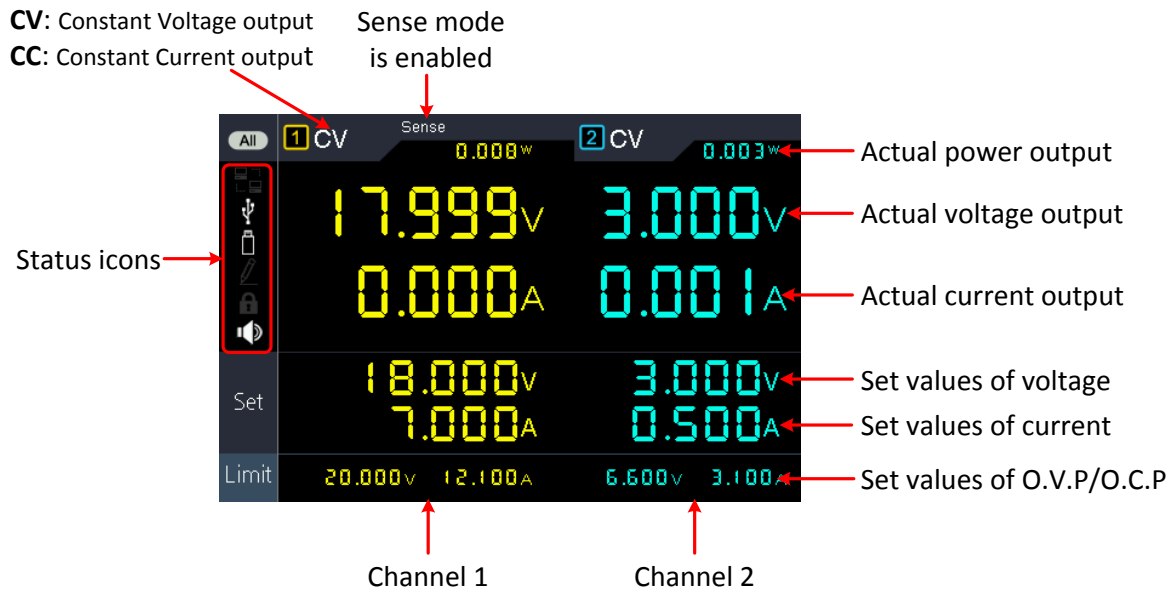 CV: Constant Voltage output
CC: Constant Current output
Sense mode
is enabled
All
1 CV
Sense
0.008W
2 CV
0.003W
Actual power output
17.999V
3.000V
Actual voltage output
Status icons
0.000A
0.001A
Actual current output
Set
18.000V
3.000V
Set values of voltage
7.000A
0.500A
Set values of current
Limit
20.000V 12.100A
6.600V 3.100A
Set values of O.V.P/O.C.P
Channel 1
Channel 2